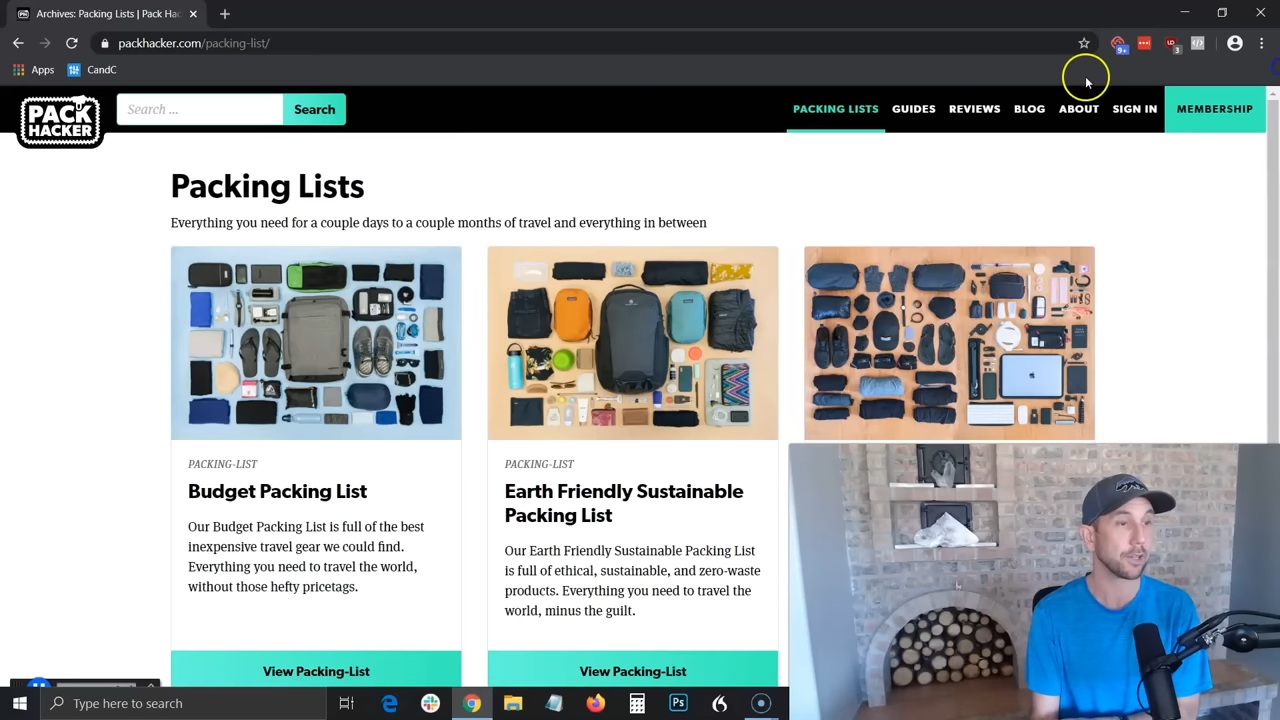 Archives: Packing Lists | Pack Hac
packhacker.com/packing-list/
9+
3
Apps
CandC
PACK
HACKER
Search ...
Search
PACKING LISTS
GUIDES
REVIEWS
BLOG
ABOUT
SIGN IN
MEMBERSHIP
Packing Lists
Everything you need for a couple days to a couple months of travel and everything in between
PACKING-LIST
Budget Packing List
Our Budget Packing List is full of the best
inexpensive travel gear we could find.
Everything you need to travel the world,
without those hefty pricetags.
View Packing-List
PACKING-LIST
Earth Friendly Sustainable
Packing List
Our Earth Friendly Sustainable Packing List
is full of ethical, sustainable, and zero-waste
products. Everything you need to travel the
world, minus the guilt.
View Packing-List
Type here to search
Ps